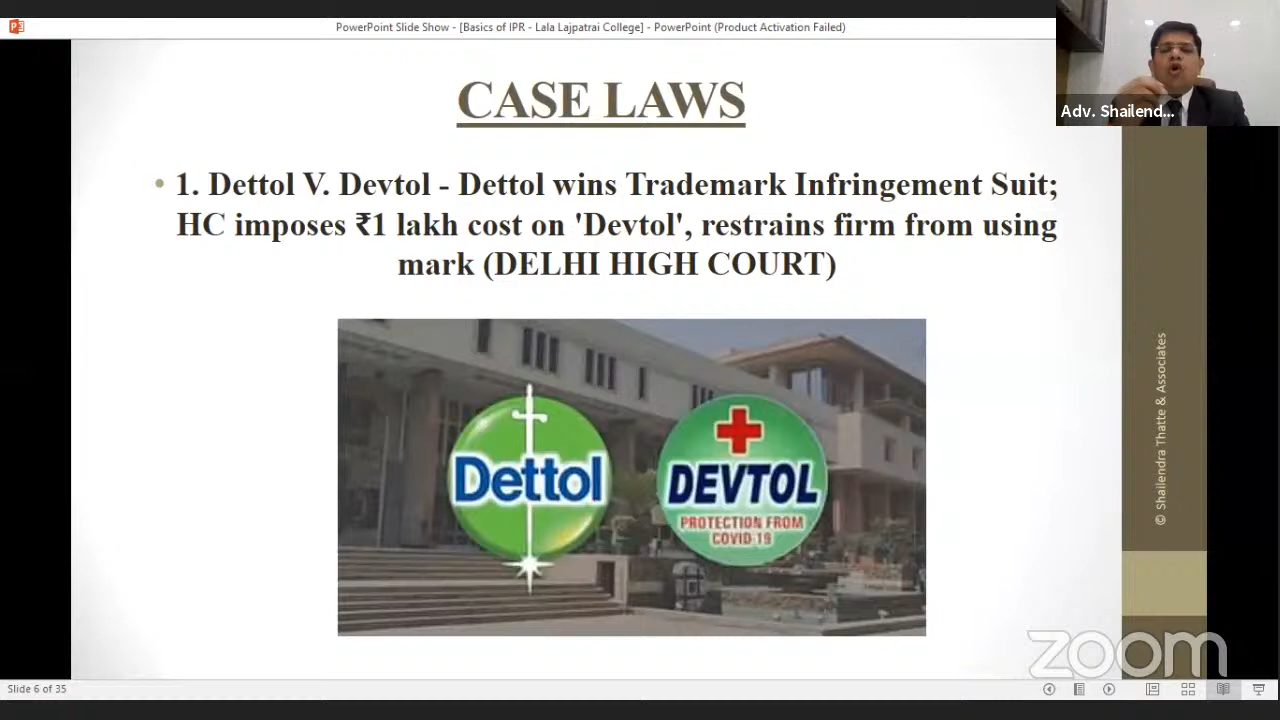 PowerPoint Slide Show - [Basics of IPR - Lala Lajpatrai College] - PowerPoint (Product Activation Failed)
Adv. Shailend...
CASE LAWS
• 1. Dettol V. Devtol - Dettol wins Trademark Infringement Suit;
HC imposes ₹1 lakh cost on 'Devtol', restrains firm from using
mark (DELHI HIGH COURT)
Dettol
DEVTOL
PROTECTION FROM
COVID-19
© Shailendra Thatte & Associates
zoom
Slide 6 of 35